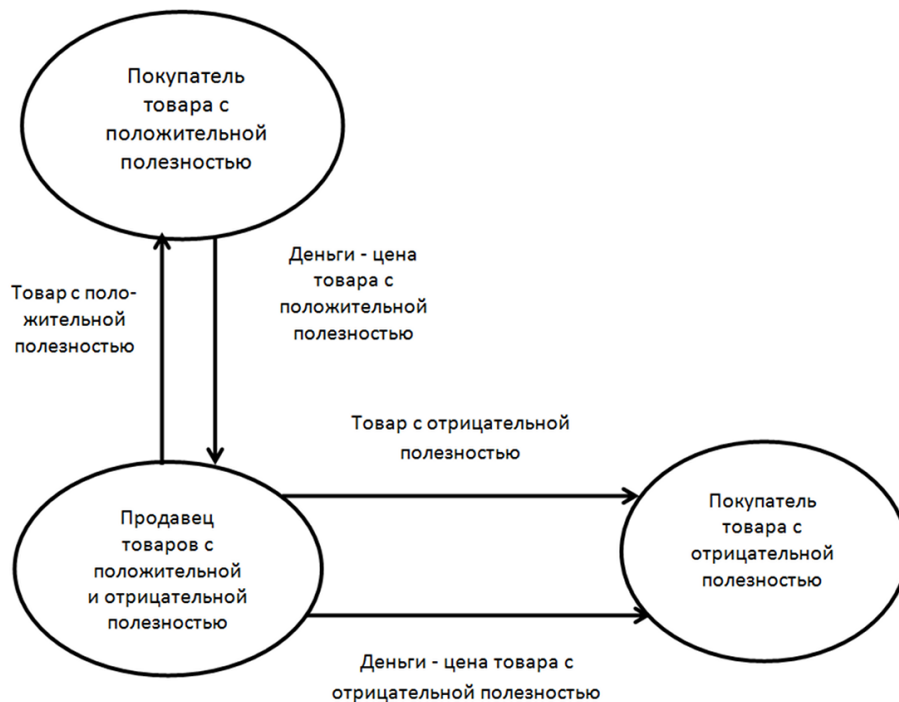 Покупатель
товара с
положительной
полезностью
Деньги - цена
товара с
положительной
полезностью
Товар с поло-
жительной
полезностью
Товар с отрицательной
полезностью
Продавец
товаров с
положительной
и отрицательной
полезностью
Покупатель
товара с
отрицательной
полезностью
Деньги - цена товара с
отрицательной полезностью